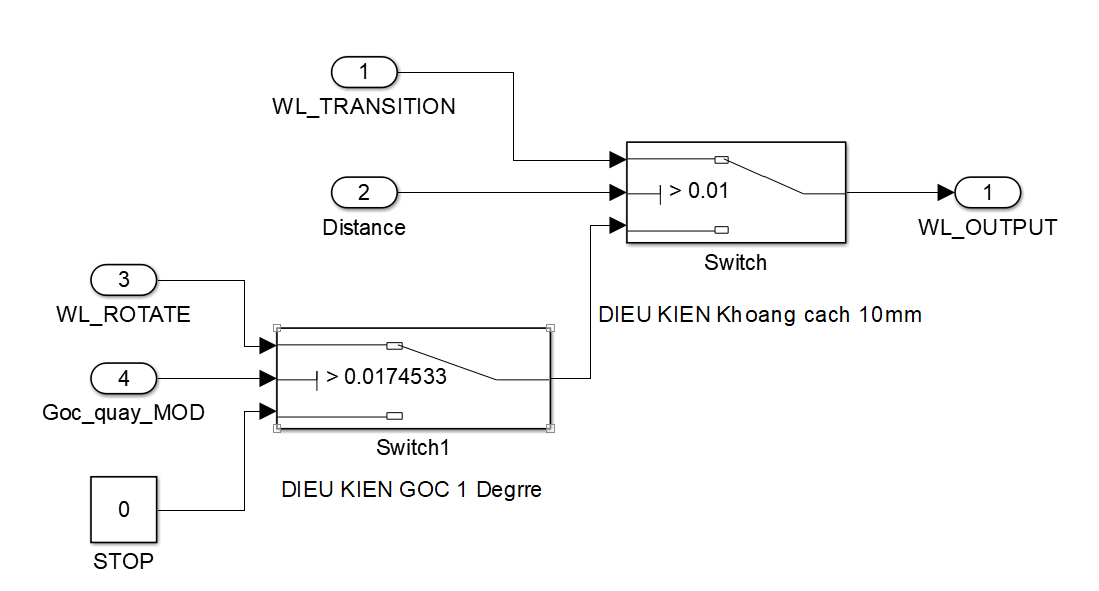 1
WL_TRANSITION
2
Distance
> 0.01
Switch
1
WL_OUTPUT
DIEU KIEN Khoang cach 10mm
3
WL_ROTATE
4
Goc_quay_MOD
> 0.0174533
Switch1
DIEU KIEN GOC 1 Degrre
0
STOP